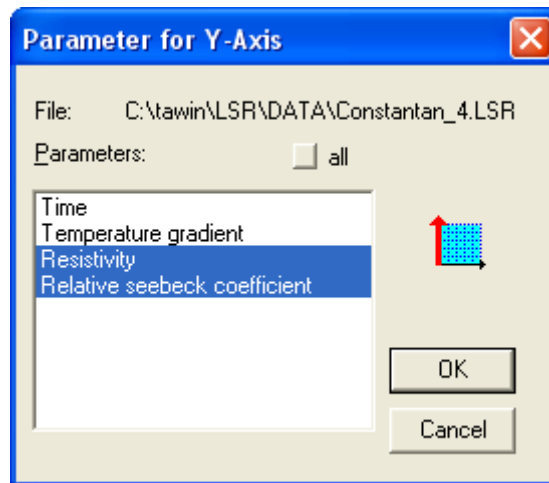 Parameter for Y-Axis
File: C:\tawin\LSR\DATA\Constantan_4.LSR
Parameters: all
Time
Temperature gradient
Resistivity
Relative seebeck coefficient
OK
Cancel